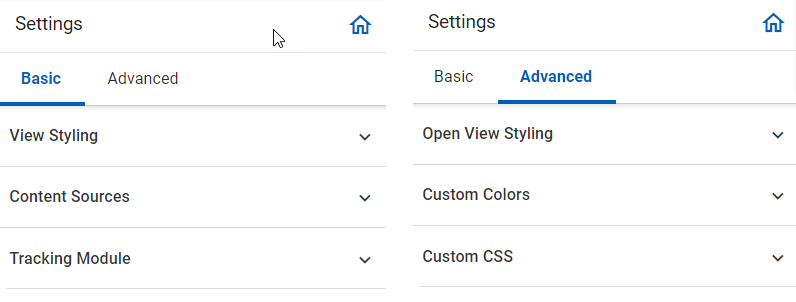 Settings
Basic Advanced
View Styling
Content Sources
Tracking Module
Settings
Basic Advanced
Open View Styling
Custom Colors
Custom CSS